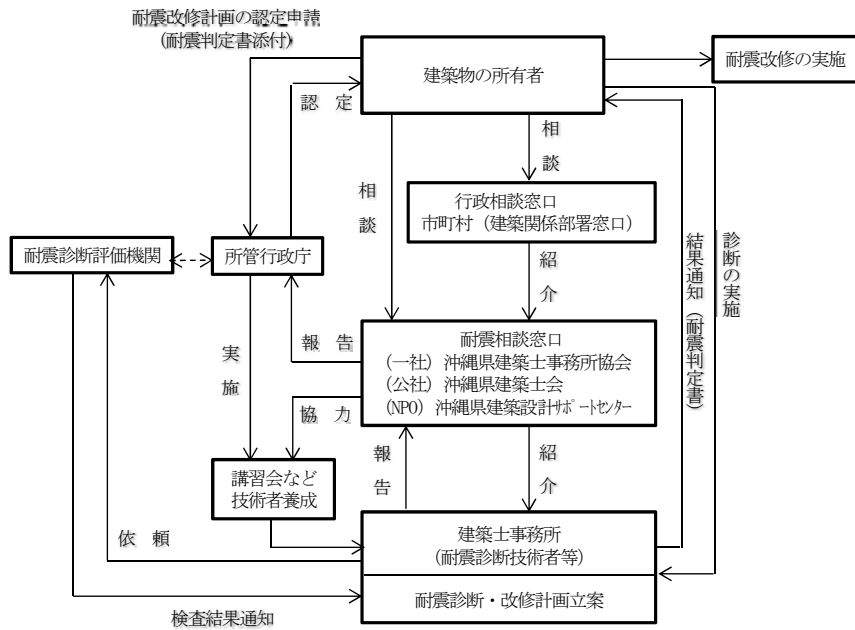 耐震改修計画の認定申請
(耐震判定書添付)
建築物の所有者
耐震改修の実施
認 定
相談
相談
行政相談窓口
市町村（建築関係部署窓口）
耐震診断評価機関
所管行政庁
紹介
結果通知（耐震判定書）
診断の実施
報 告
実施
耐震相談窓口
(一社) 沖縄県建築士事務所協会
(公社) 沖縄県建築士会
(NPO) 沖縄県建築設計ｻﾎﾟｰﾄｾﾝﾀｰ
協 力
報告
紹介
講習会など
技術者養成
依 頼
建築士事務所
(耐震診断技術者等)
耐震診断・改修計画立案
検査結果通知